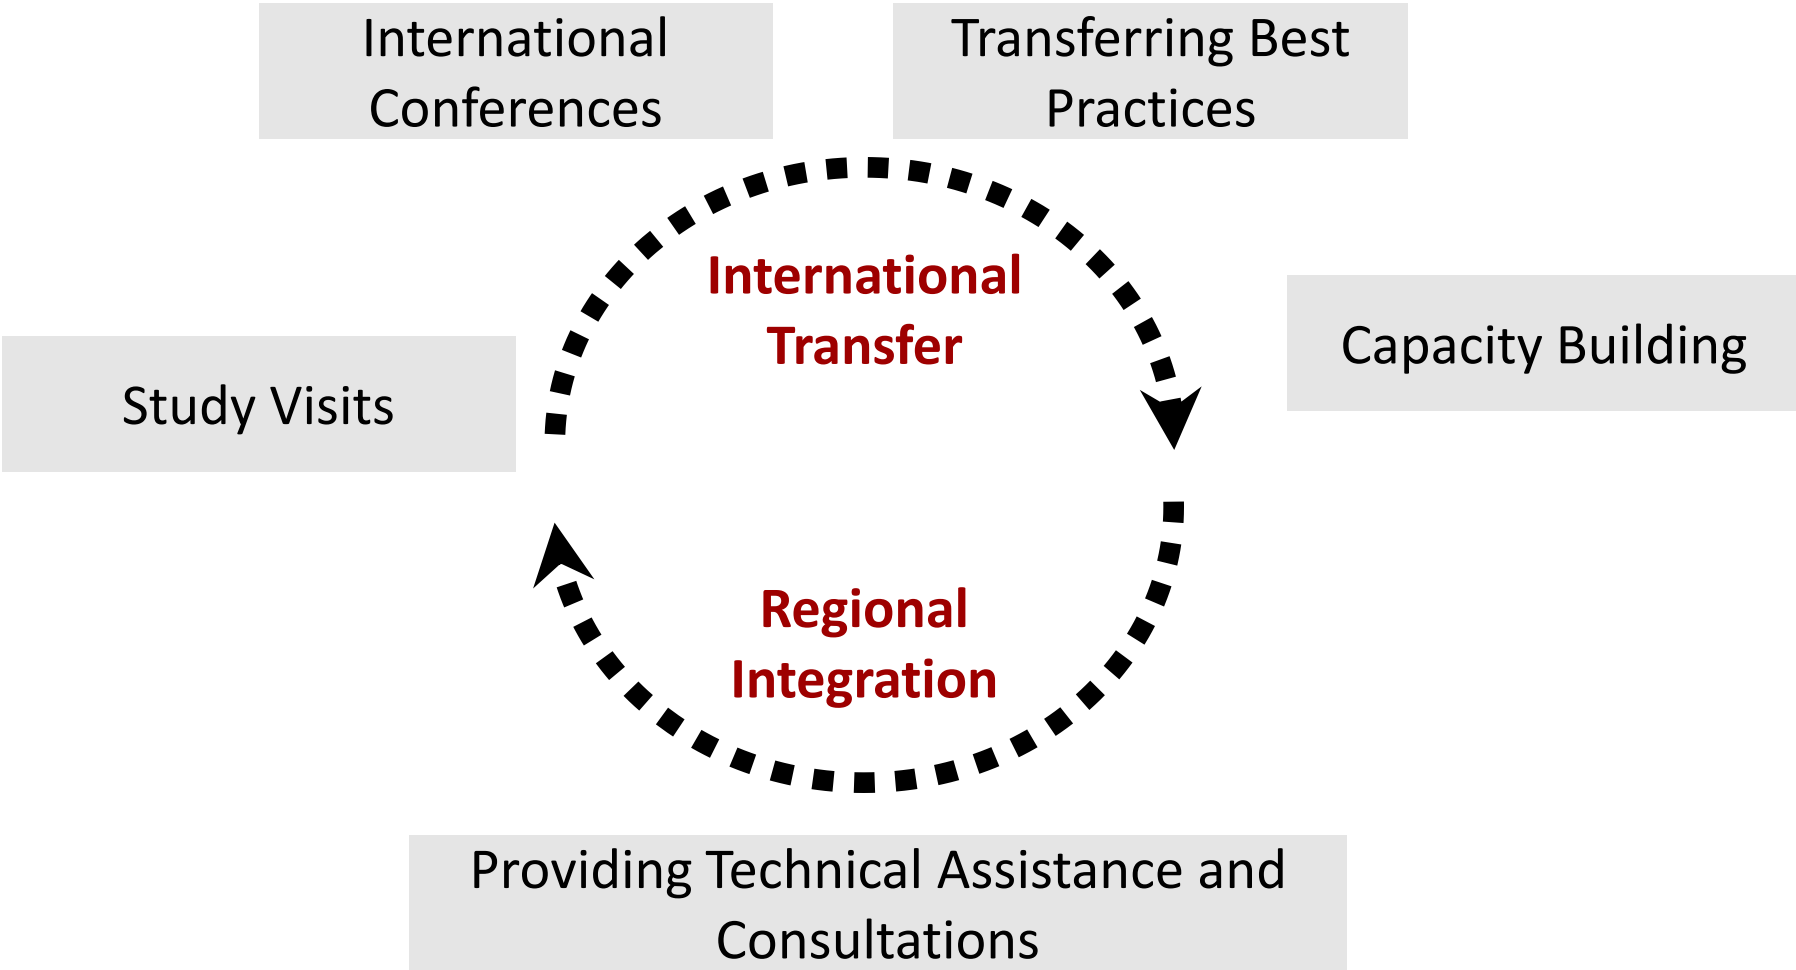 International
Conferences
Transferring Best
Practices
International
Transfer
Capacity Building
Study Visits
Regional
Integration
Providing Technical Assistance and
Consultations